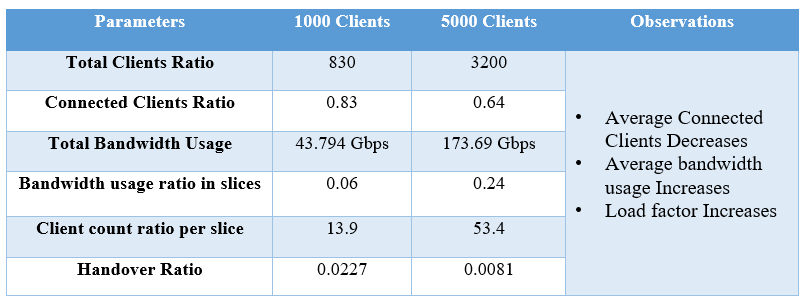 Parameters 1000 Clients 5000 Clients Observations
Total Clients Ratio 830 3200
Connected Clients Ratio 0.83 0.64
Total Bandwidth Usage 43.794 Gbps 173.69 Gbps
Bandwidth usage ratio in slices 0.06 0.24
Client count ratio per slice 13.9 53.4
Handover Ratio 0.0227 0.0081
• Average Connected
Clients Decreases
• Average bandwidth
usage Increases
• Load factor Increases